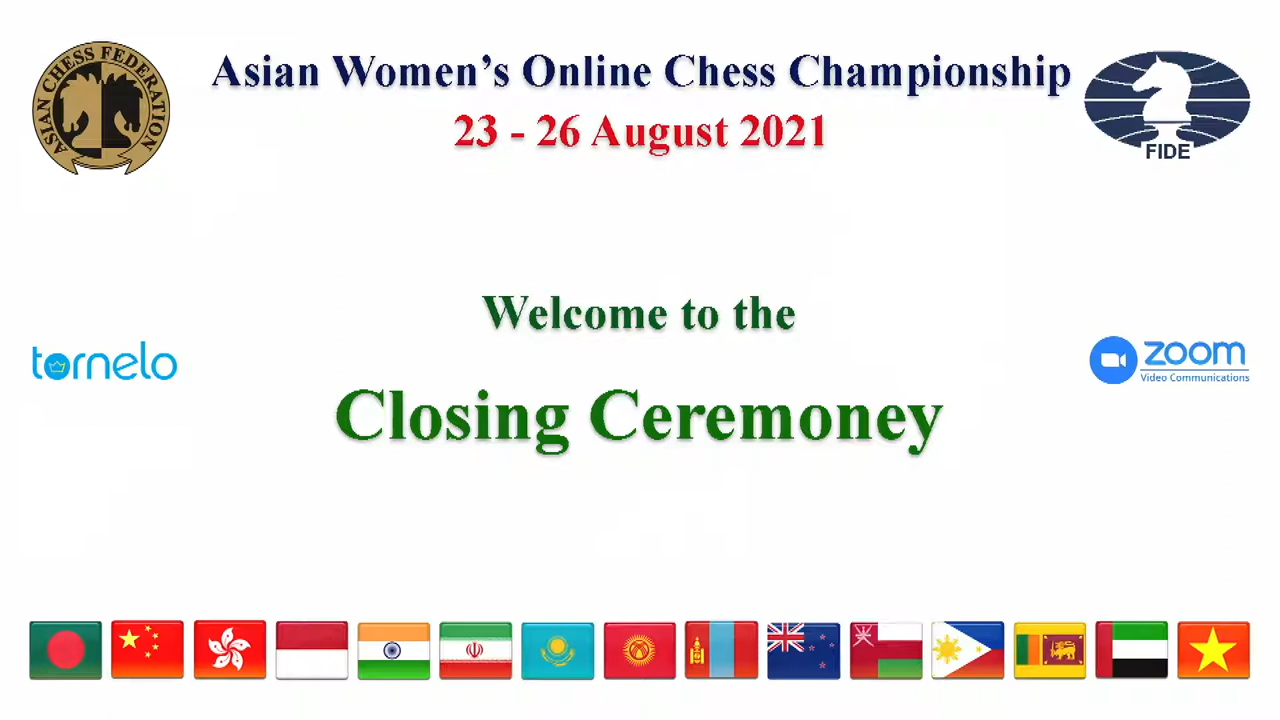 ASIAN CHESS FEDERATION
Asian Women's Online Chess Championship
23 - 26 August 2021
FIDE
Welcome to the
tornelo
zoom
Video Communications
Closing Ceremoney